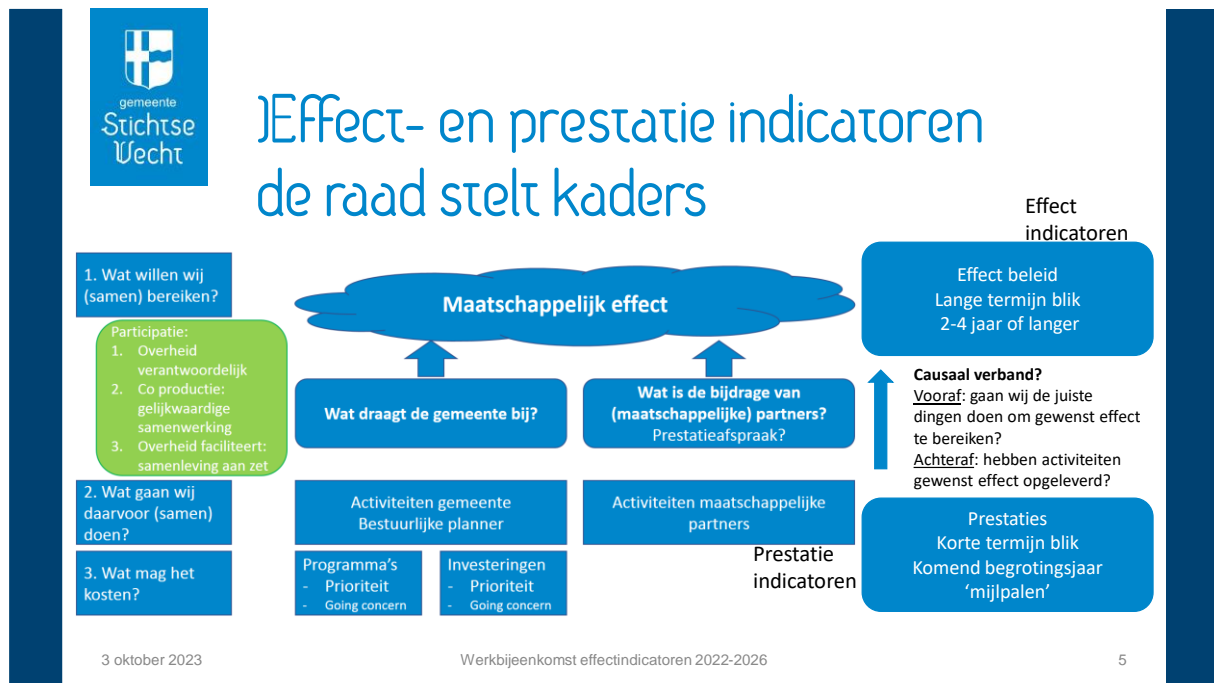 gemeente
Stichtse
Vecht
Effect- en prestatie indicatoren
de raad stelt kaders
Effect
indicatoren
1. Wat willen wij
(samen) bereiken?
Participatie:
1. Overheid
verantwoordelijk
2. Co productie:
gelijkwaardige
samenwerking
3. Overheid faciliteert:
samenleving aan zet
Maatschappelijk effect
Wat draagt de gemeente bij?
Wat is de bijdrage van
(maatschappelijke) partners?
Prestatieafspraak?
Effect beleid
Lange termijn blik
2-4 jaar of langer
Causaal verband?
Vooraf: gaan wij de juiste
dingen doen om gewenst effect
te bereiken?
Achteraf: hebben activiteiten
gewenst effect opgeleverd?
2. Wat gaan wij
daarvoor (samen)
doen?
Activiteiten gemeente
Bestuurlijke planner
Activiteiten maatschappelijke
partners
Prestaties
Korte termijn blik
Komend begrotingsjaar
‘mijlpalen’
Prestatie
indicatoren
3. Wat mag het
kosten?
Programma’s
- Prioriteit
- Going concern
Investeringen
- Prioriteit
- Going concern
3 oktober 2023
Werkbijeenkomst effectindicatoren 2022-2026
5